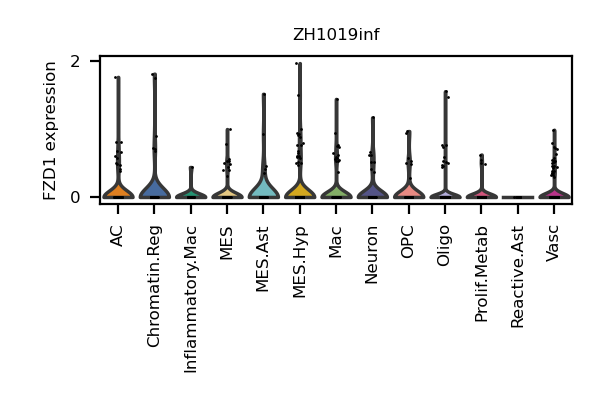 ZH1019inf
FZD1 expression
2
0
AC
Chromatin.Reg
Inflammatory.Mac
MES
MES.Ast
MES.Hyp
Mac
Neuron
OPC
Oligo
Prolif.Metab
Reactive.Ast
Vasc